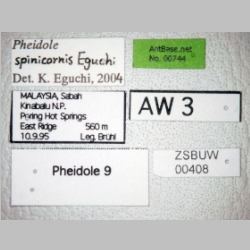 Pheidole
spinicornis Eguchi
Det. K. Eguchi, 2004
AntBase.net
No. 00744
MALAYSIA, Sabah
Kinabalu N.P.
Poring Hot Springs
East Ridge 560 m
10.9.95 Leg. Brühl
AW 3
Pheidole 9
ZSBUW
00408